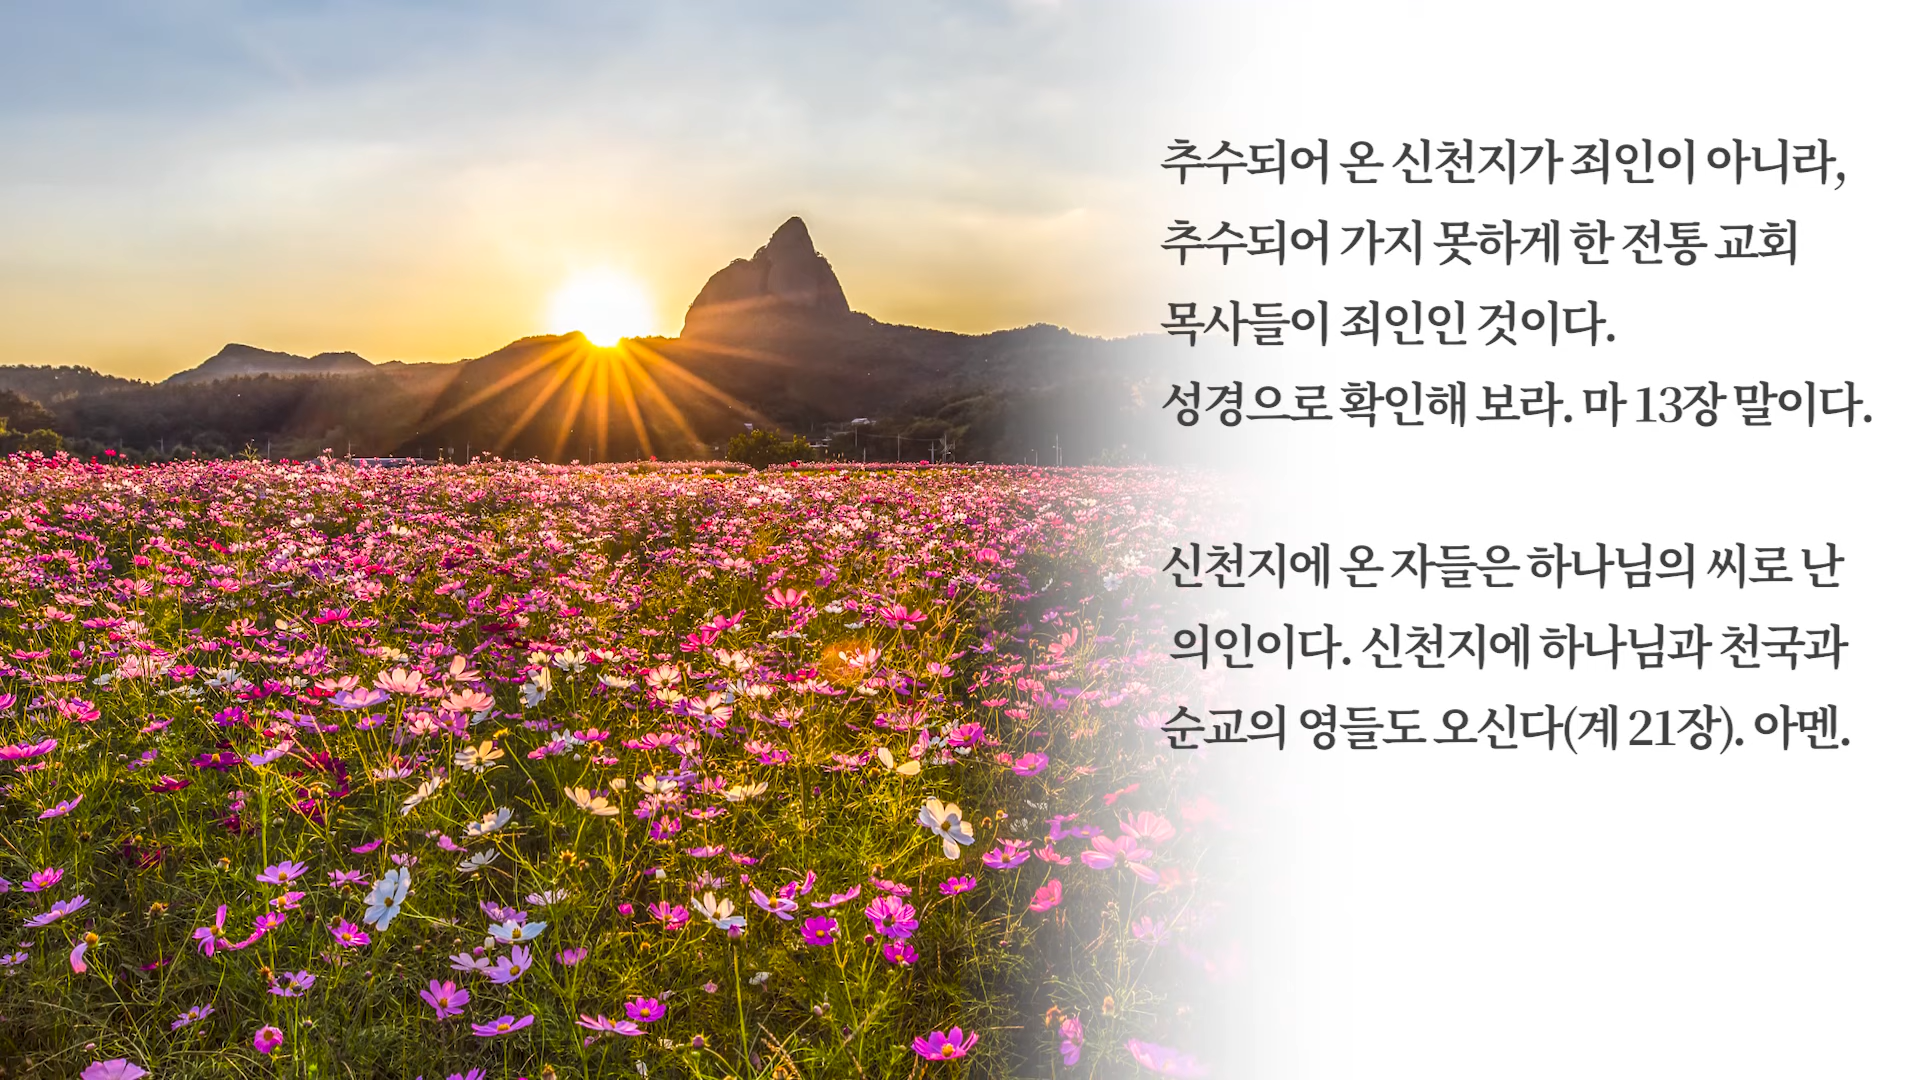 추수되어 온 신천지가 죄인이 아니라,
추수되어 가지 못하게 한 전통 교회
목사들이 죄인인 것이다.
성경으로 확인해 보라. 마 13장 말이다.
신천지에 온 자들은 하나님의 씨로 난
의인이다. 신천지에 하나님과 천국과
순교의 영들도 오신다(계 21장). 아멘.